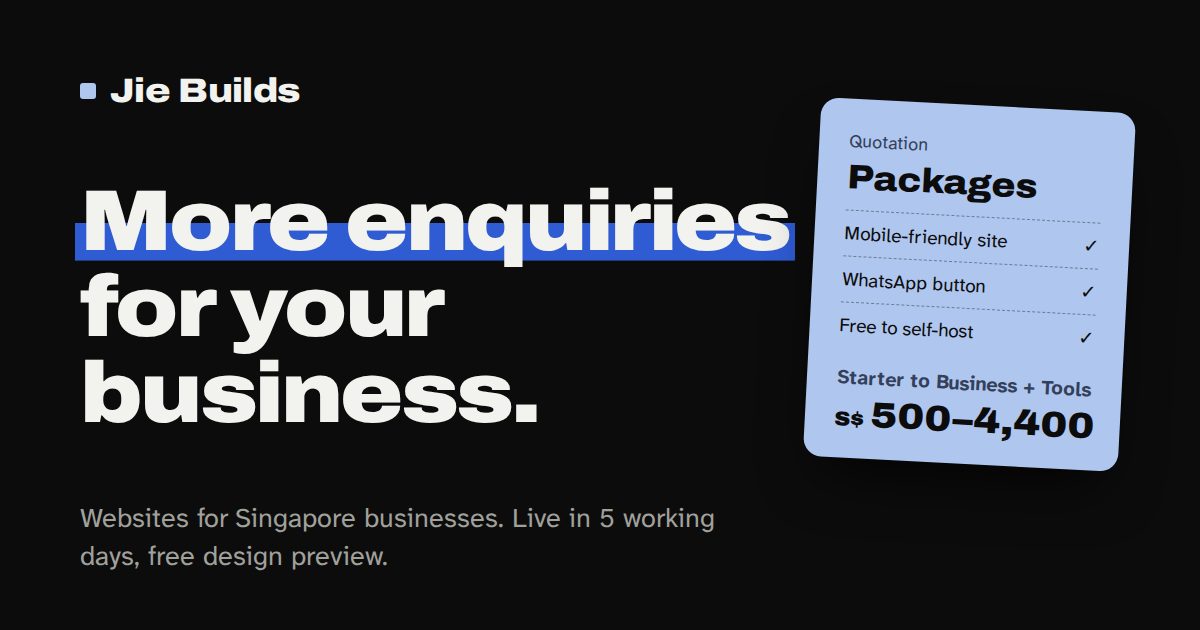 Jie Builds
More enquiries
for your
business.
Websites for Singapore businesses. Live in 5 working
days, free design preview.
Quotation
Packages
Mobile-friendly site ✓
WhatsApp button ✓
Free to self-host ✓
Starter to Business + Tools
S$ 500–4,400